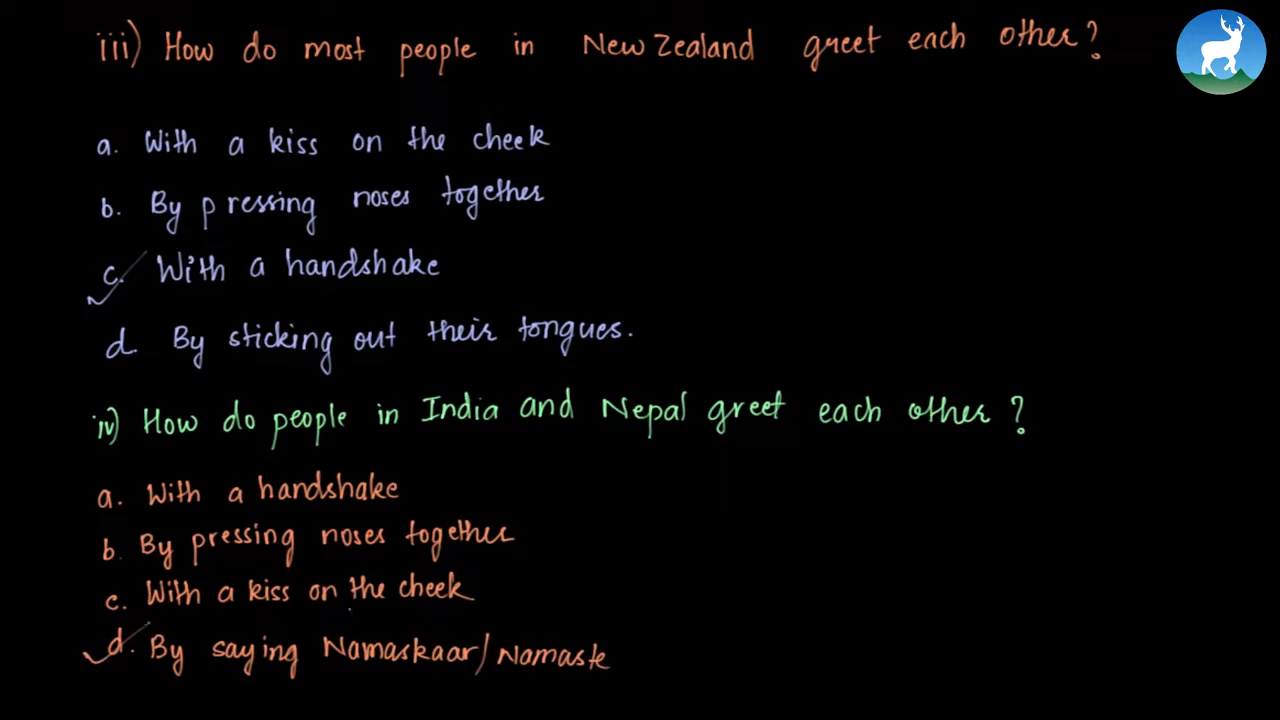 iii) How do most people in New Zealand greet each other?
a. With a kiss on the cheek
b. By pressing noses together
c. With a handshake
d. By sticking out their tongues.
iv) How do people in India and Nepal greet each other?
a. With a handshake
b. By pressing noses together
c. With a kiss on the cheek
d. By saying Namaskaar/Namaste